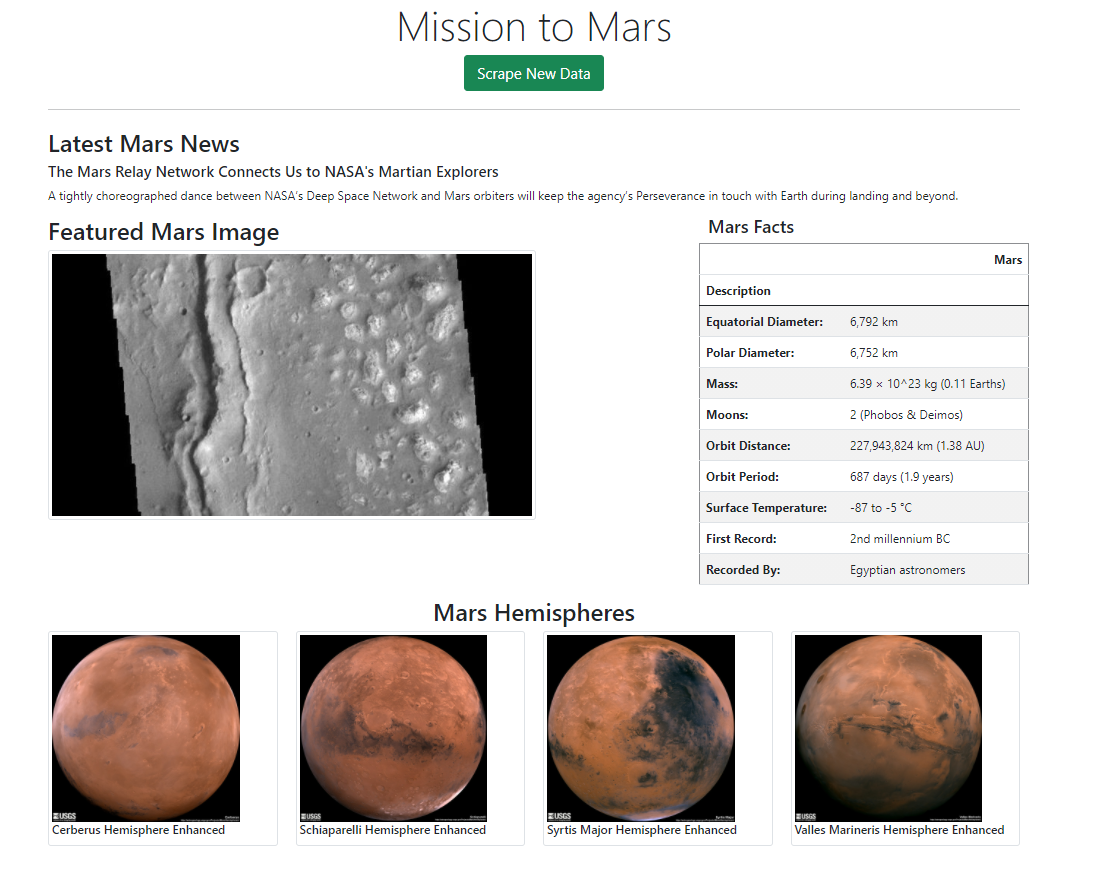 Mission to Mars
Scrape New Data
Latest Mars News
The Mars Relay Network Connects Us to NASA's Martian Explorers
A tightly choreographed dance between NASA's Deep Space Network and Mars orbiters will keep the agency's Perseverance in touch with Earth during landing and beyond.
Featured Mars Image
Mars Facts
Mars
Description
Equatorial Diameter: 6,792 km
Polar Diameter: 6,752 km
Mass: 6.39 × 10^23 kg (0.11 Earths)
Moons: 2 (Phobos & Deimos)
Orbit Distance: 227,943,824 km (1.38 AU)
Orbit Period: 687 days (1.9 years)
Surface Temperature: -87 to -5 °C
First Record: 2nd millennium BC
Recorded By: Egyptian astronomers
Mars Hemispheres
USGS
Cerberus Hemisphere Enhanced
USGS
Schiaparelli Hemisphere Enhanced
USGS
Syrtis Major Hemisphere Enhanced
USGS
Valles Marineris Hemisphere Enhanced